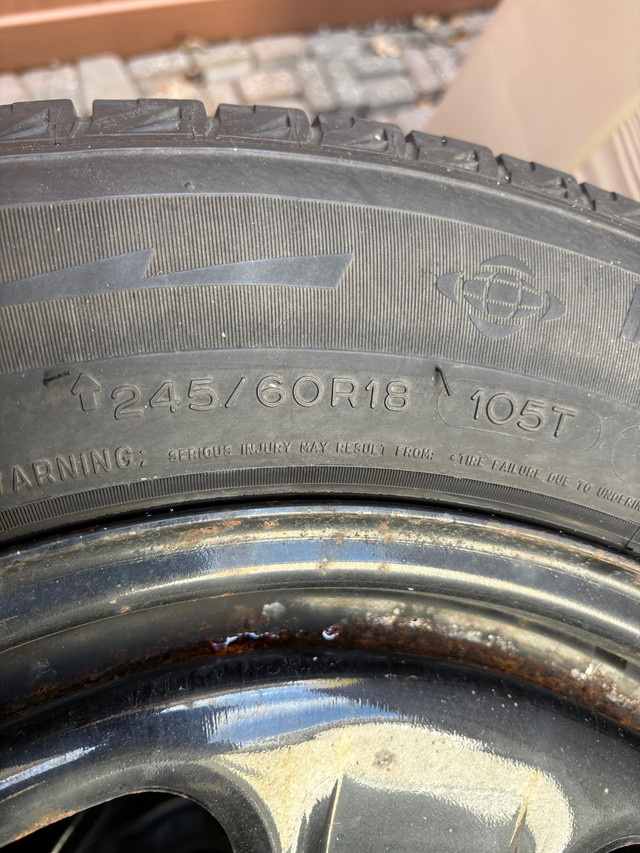 245/60R18 105T
WARNING: SERIOUS INJURY MAY RESULT FROM: •TIRE FAILURE DUE TO